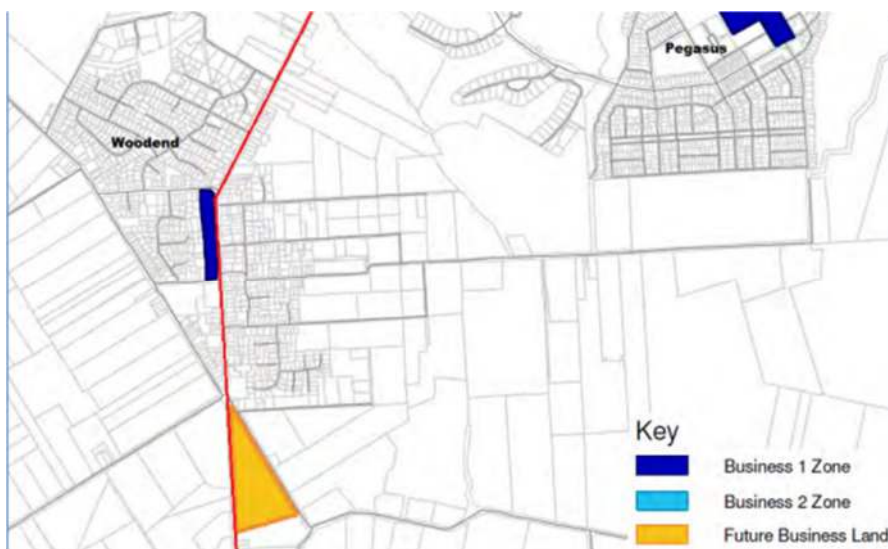 Pegasus
Woodend
Key
Business 1 Zone
Business 2 Zone
Future Business Land